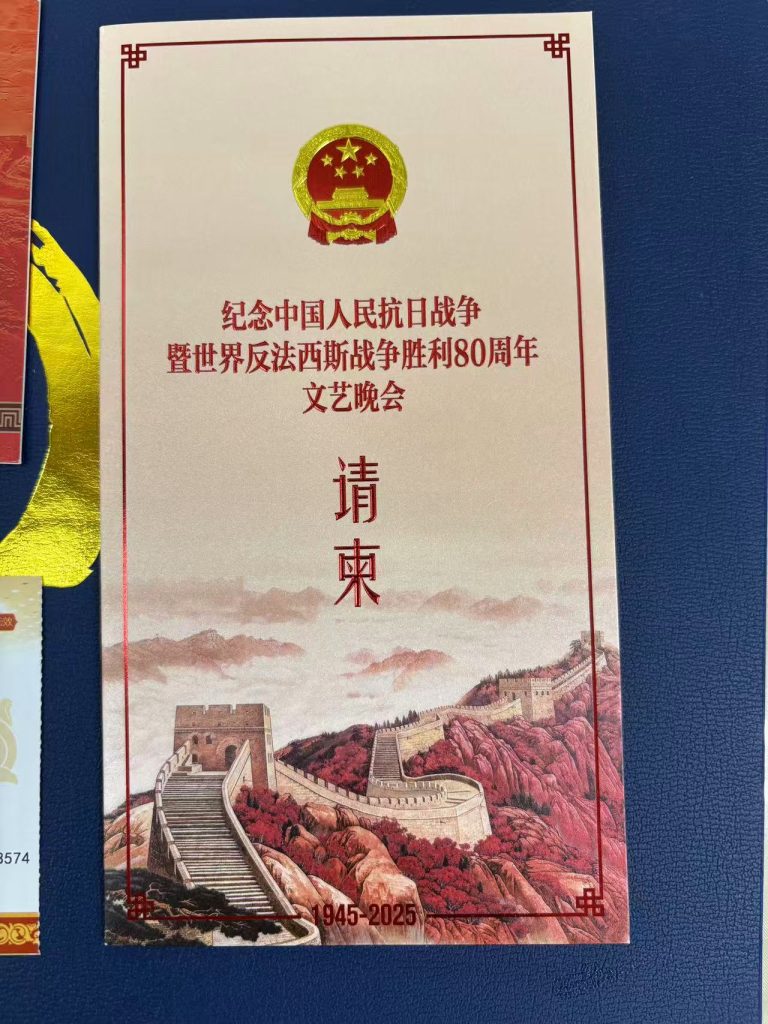 纪念中国人民抗日战争
暨世界反法西斯战争胜利80周年
文艺晚会
请
柬
1945-2025
3574